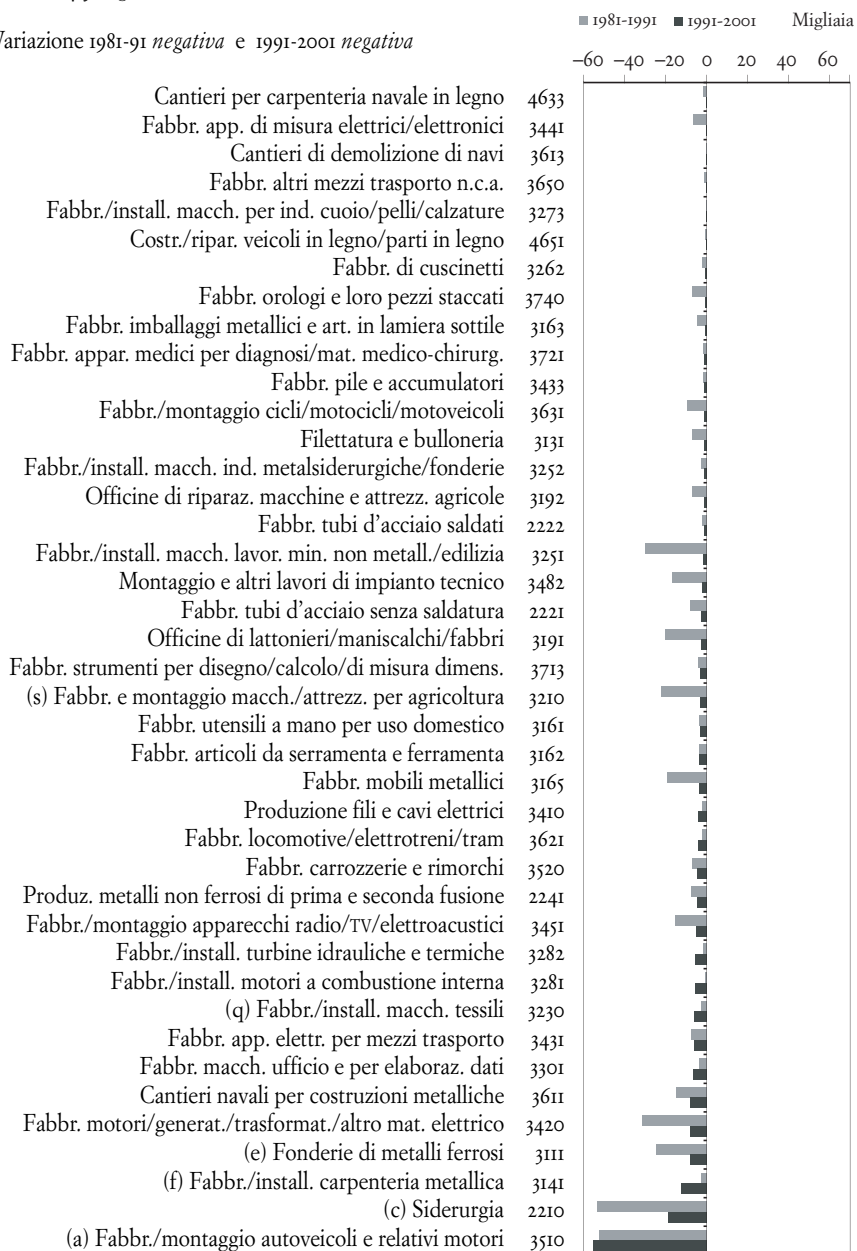 1981-1991 1991-2001 Migliaia
Variazione 1981-91 negativa e 1991-2001 negativa
−60 −40 −20 0 20 40 60
Cantieri per carpenteria navale in legno 4633
Fabbr. app. di misura elettrici/elettronici 3441
Cantieri di demolizione di navi 3613
Fabbr. altri mezzi trasporto n.c.a. 3650
Fabbr./install. macch. per ind. cuoio/pelli/calzature 3273
Costr./ripar. veicoli in legno/parti in legno 4651
Fabbr. di cuscinetti 3262
Fabbr. orologi e loro pezzi staccati 3740
Fabbr. imballaggi metallici e art. in lamiera sottile 3163
Fabbr. appar. medici per diagnosi/mat. medico-chirurg. 3721
Fabbr. pile e accumulatori 3433
Fabbr./montaggio cicli/motocicli/motoveicoli 3631
Filettatura e bulloneria 3131
Fabbr./install. macch. ind. metalsiderurgiche/fonderie 3252
Officine di riparaz. macchine e attrezz. agricole 3192
Fabbr. tubi d'acciaio saldati 2222
Fabbr./install. macch. lavor. min. non metall./edilizia 3251
Montaggio e altri lavori di impianto tecnico 3482
Fabbr. tubi d'acciaio senza saldatura 2221
Officine di lattonieri/maniscalchi/fabbri 3191
Fabbr. strumenti per disegno/calcolo/di misura dimens. 3713
(s) Fabbr. e montaggio macch./attrezz. per agricoltura 3210
Fabbr. utensili a mano per uso domestico 3161
Fabbr. articoli da serramenta e ferramenta 3162
Fabbr. mobili metallici 3165
Produzione fili e cavi elettrici 3410
Fabbr. locomotive/elettrotreni/tram 3621
Fabbr. carrozzerie e rimorchi 3520
Produz. metalli non ferrosi di prima e seconda fusione 2241
Fabbr./montaggio apparecchi radio/TV/elettroacustici 3451
Fabbr./install. turbine idrauliche e termiche 3282
Fabbr./install. motori a combustione interna 3281
(q) Fabbr./install. macch. tessili 3230
Fabbr. app. elettr. per mezzi trasporto 3431
Fabbr. macch. ufficio e per elaboraz. dati 3301
Cantieri navali per costruzioni metalliche 3611
Fabbr. motori/generat./trasformat./altro mat. elettrico 3420
(e) Fonderie di metalli ferrosi 3111
(f) Fabbr./install. carpenteria metallica 3141
(c) Siderurgia 2210
(a) Fabbr./montaggio autoveicoli e relativi motori 3510